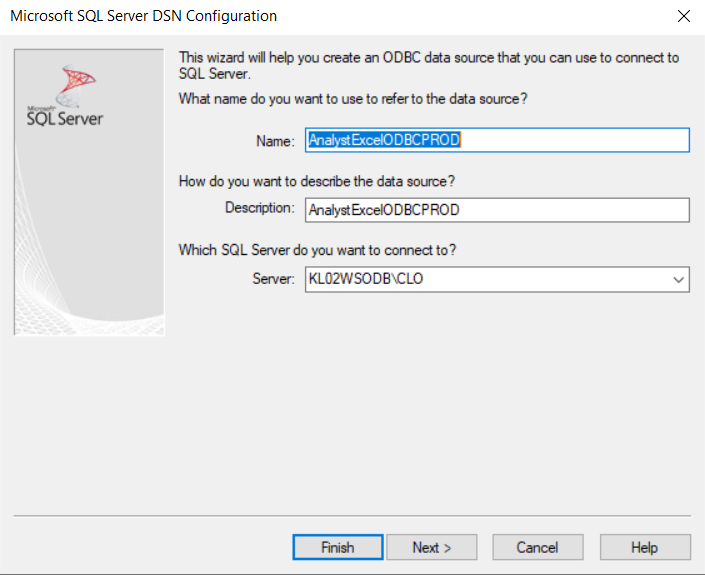 Microsoft SQL Server DSN Configuration
This wizard will help you create an ODBC data source that you can use to connect to
SQL Server.
What name do you want to use to refer to the data source?
Microsoft
SQL Server
Name: AnalystExcelODBCPROD
How do you want to describe the data source?
Description: AnalystExcelODBCPROD
Which SQL Server do you want to connect to?
Server: KL02WSODB\CLO
Finish Next > Cancel Help